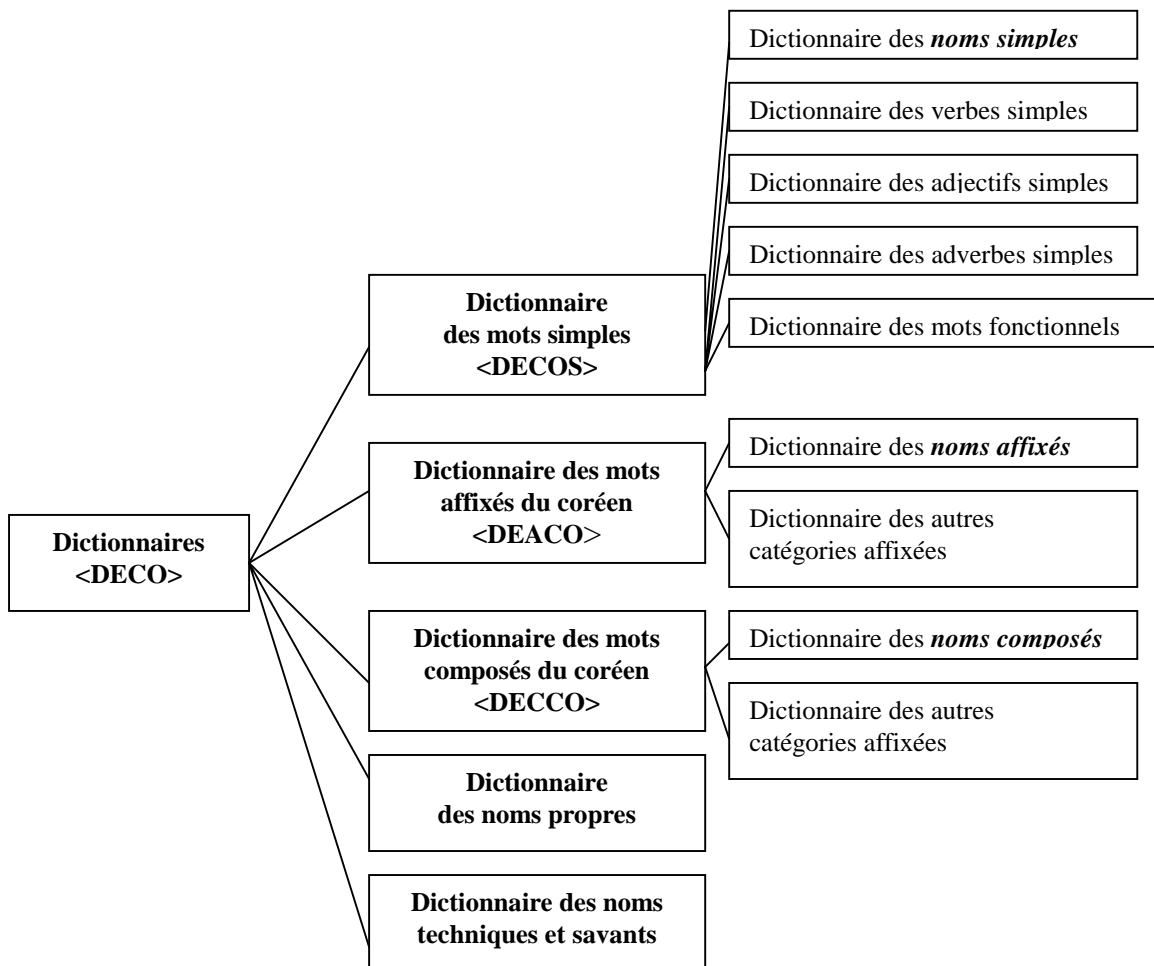 Dictionnaires
<DECO>
Dictionnaire
des mots simples
<DECOS>
Dictionnaire des noms simples
Dictionnaire des verbes simples
Dictionnaire des adjectifs simples
Dictionnaire des adverbes simples
Dictionnaire des mots fonctionnels
Dictionnaire des mots
affixés du coréen
<DEACO>
Dictionnaire des noms affixés
Dictionnaire des autres
catégories affixées
Dictionnaire des mots
composés du coréen
<DECCO>
Dictionnaire des noms composés
Dictionnaire des autres
catégories affixées
Dictionnaire
des noms propres
Dictionnaire des noms
techniques et savants